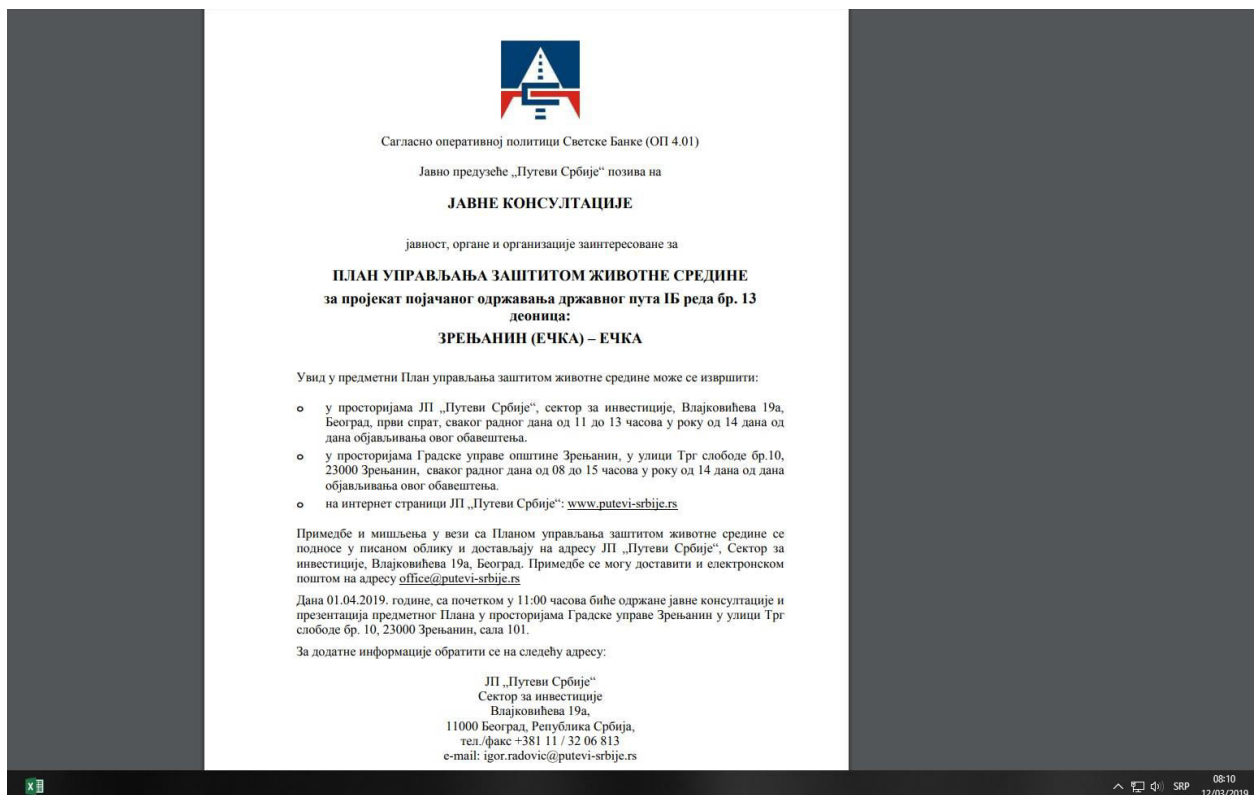 Сагласно оперативној политици Светске Банке (ОП 4.01)
Јавно предузеће „Путеви Србије“ позива на
ЈАВНЕ КОНСУЛТАЦИЈЕ
јавност, органе и организације заинтересоване за
ПЛАН УПРАВЉАЊА ЗАШТИТОМ ЖИВОТНЕ СРЕДИНЕ
за пројекат појачаног одржавања државног пута IБ реда бр. 13
деоница:
ЗРЕЊАНИН (ЕЧКА) – ЕЧКА
Увид у предметни План управљања заштитом животне средине може се извршити:
o у просторијама ЈП „Путеви Србије“, сектор за инвестиције, Влајковићева 19а,
Београд, први спрат, сваког радног дана од 11 до 13 часова у року од 14 дана од
дана објављивања овог обавештења.
o у просторијама Градске управе општине Зрењанин, у улици Трг слободе бр.10,
23000 Зрењанин, сваког радног дана од 08 до 15 часова у року од 14 дана од дана
објављивања овог обавештења.
o на интернет страници ЈП „Путеви Србије“: www.putevi-srbije.rs
Примедбе и мишљења у вези са Планом управљања заштитом животне средине се
подносе у писаном облику и достављају на адресу ЈП „Путеви Србије“, Сектор за
инвестиције, Влајковићева 19а, Београд. Примедбе се могу доставити и електронском
поштом на адресу office@putevi-srbije.rs
Дана 01.04.2019. године, са почетком у 11:00 часова биће одржане јавне консултације и
презентација предметног Плана у просторијама Градске управе Зрењанин у улици Трг
слободе бр. 10, 23000 Зрењанин, сала 101.
За додатне информације обратити се на следећу адресу:
ЈП „Путеви Србије“
Сектор за инвестиције
Влајковићева 19а,
11000 Београд, Република Србија,
тел./факс +381 11 / 32 06 813
e-mail: igor.radovic@putevi-srbije.rs
SRP
08:10
12/03/2019